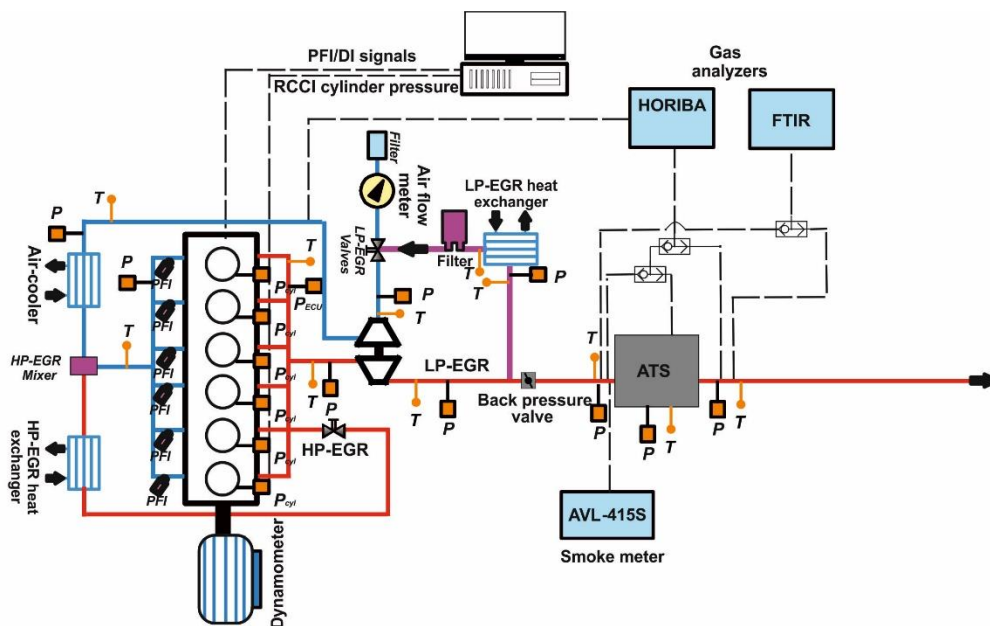 PFI/DI signals
RCCI cylinder pressure
Gas
analyzers
HORIBA
FTIR
Filter
Air flow
meter
LP-EGR heat
exchanger
LP-EGR
Valves
Filter
T
P
Air-cooler
P
T
HP-EGR
Mixer
HP-EGR
heat
exchanger
PFI
PFI
PFI
PFI
PFI
PFI
Pcyl
Pcyl
Pcyl
Pcyl
Pcyl
Pcyl
T
PECU
P
T
T
T
P
T
P
LP-EGR
T
P
Back pressure
valve
HP-EGR
T
P
ATS
P
T
P
T
AVL-415S
Smoke meter
Dynamometer